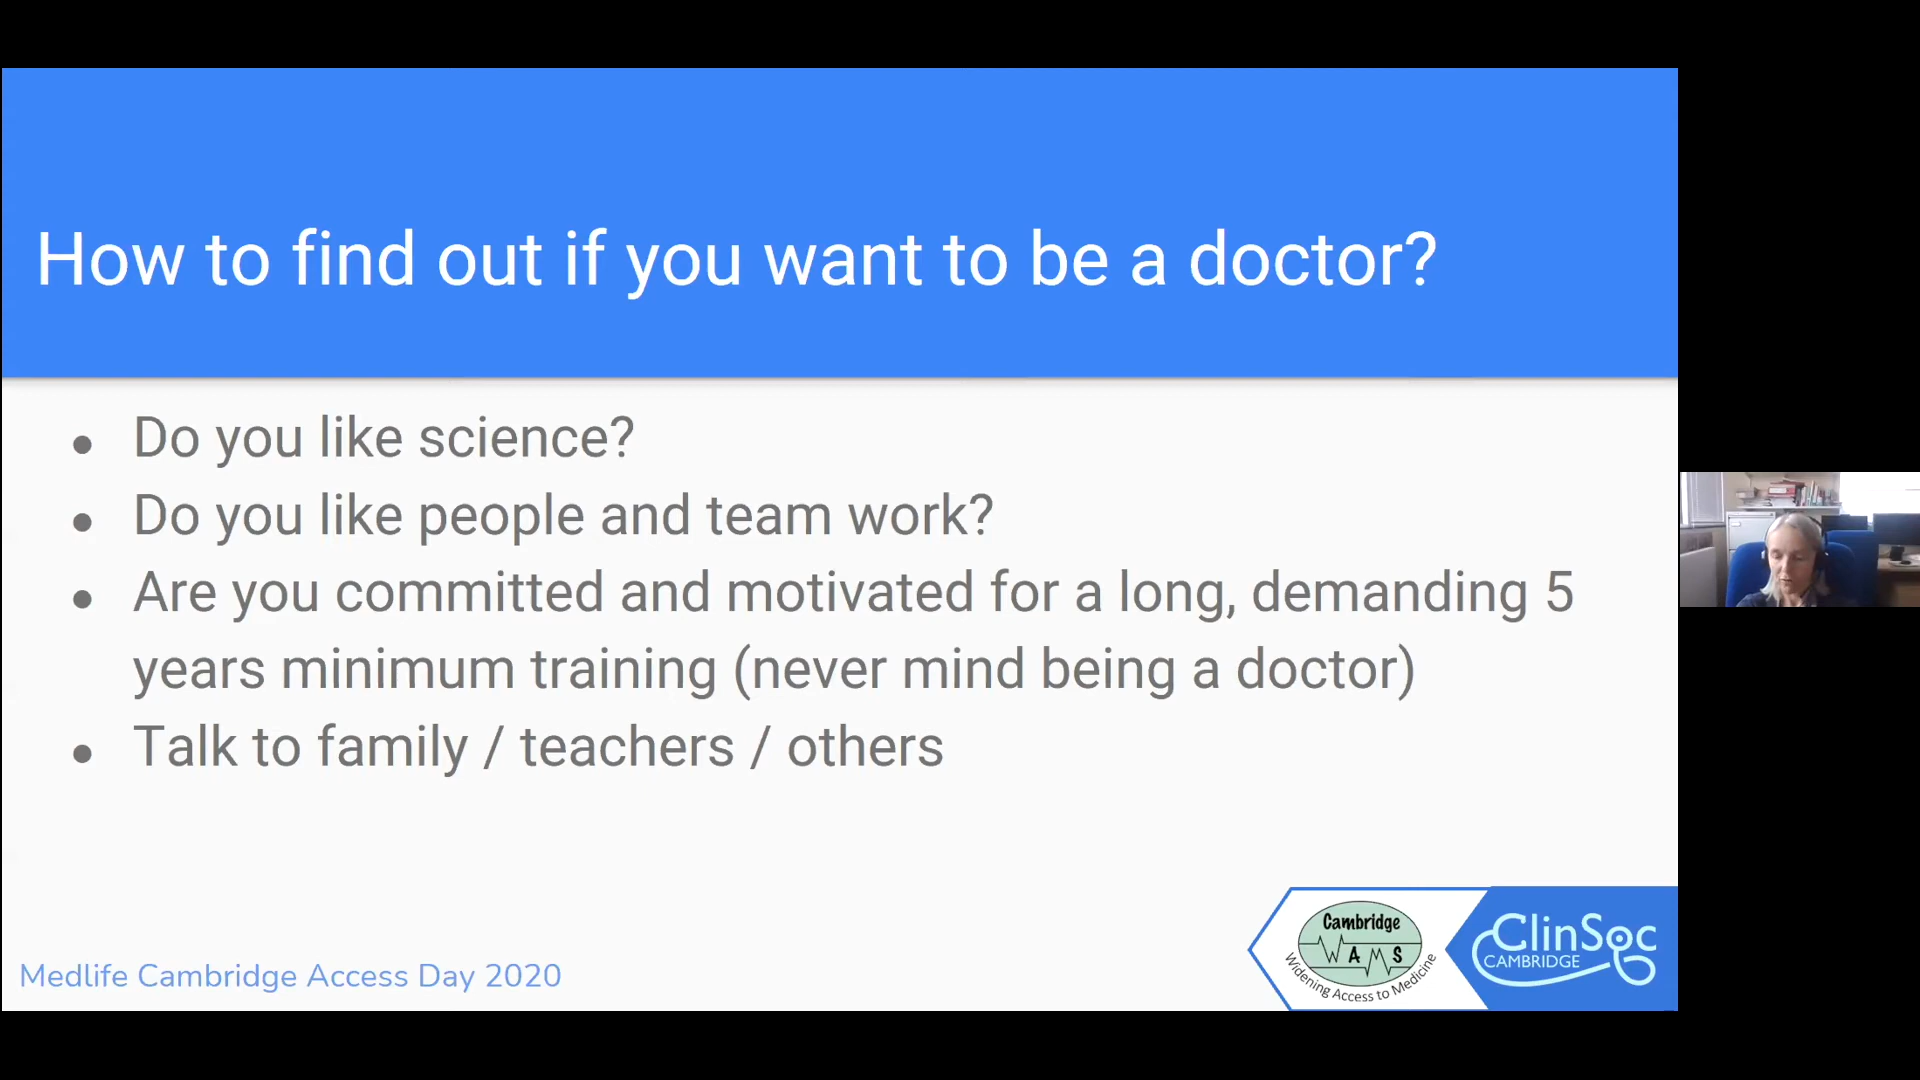 How to find out if you want to be a doctor?
● Do you like science?
● Do you like people and team work?
● Are you committed and motivated for a long, demanding 5
years minimum training (never mind being a doctor)
● Talk to family / teachers / others
Medlife Cambridge Access Day 2020
Cambridge
WAMS
Widening Access to Medicine
ClinSoc
CAMBRIDGE